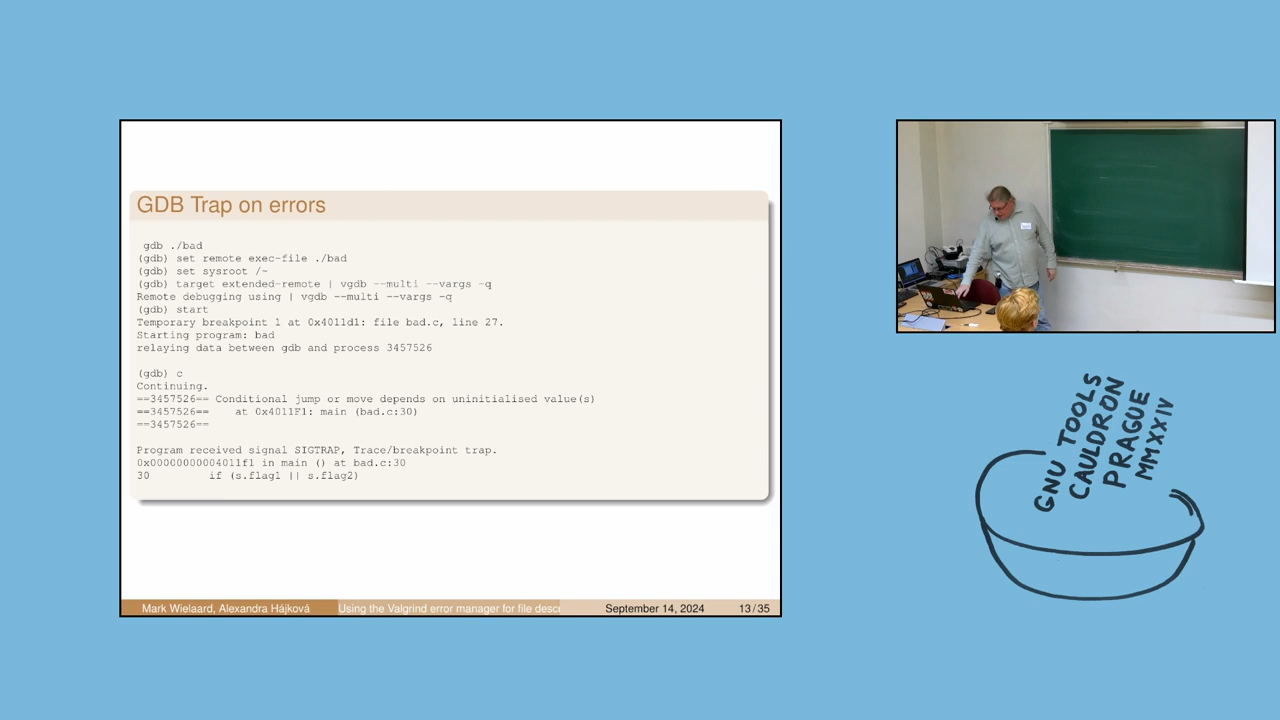 GDB Trap on errors
gdb ./bad
(gdb) set remote exec-file ./bad
(gdb) set sysroot /~
(gdb) target extended-remote | vgdb --multi --vargs -q
Remote debugging using | vgdb --multi --vargs -q
(gdb) start
Temporary breakpoint 1 at 0x4011d1: file bad.c, line 27.
Starting program: bad
relaying data between gdb and process 3457526
(gdb) c
Continuing.
==3457526== Conditional jump or move depends on uninitialised value(s)
==3457526==    at 0x4011F1: main (bad.c:30)
==3457526==
Program received signal SIGTRAP, Trace/breakpoint trap.
0x00000000004011f1 in main () at bad.c:30
30        if (s.flag1 || s.flag2)
Mark Wielaard, Alexandra Hájková
Using the Valgrind error manager for file desc
September 14, 2024
13 / 35
GNU TOOLS
CAULDRON
PRAGUE
MMXXIV